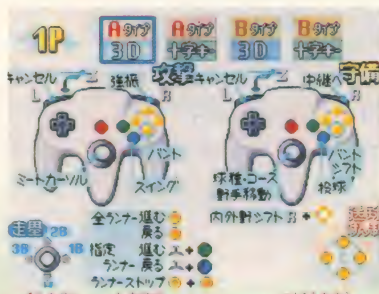 1P
Aタイプ 3D
Aタイプ 十字キー
Bタイプ 3D
Bタイプ 十字キー
キャンセル 強振 攻撃
L R
ミートカーソル
バント
スイング
キャンセル 中継へ 守備
L R
球種・コース
野手移動
バント
シフト
投球
走塁
2B
3B 1B
全ランナー 進む
戻る
指定 進む
ランナー 戻る
ランナーストップ
内外野シフト R +